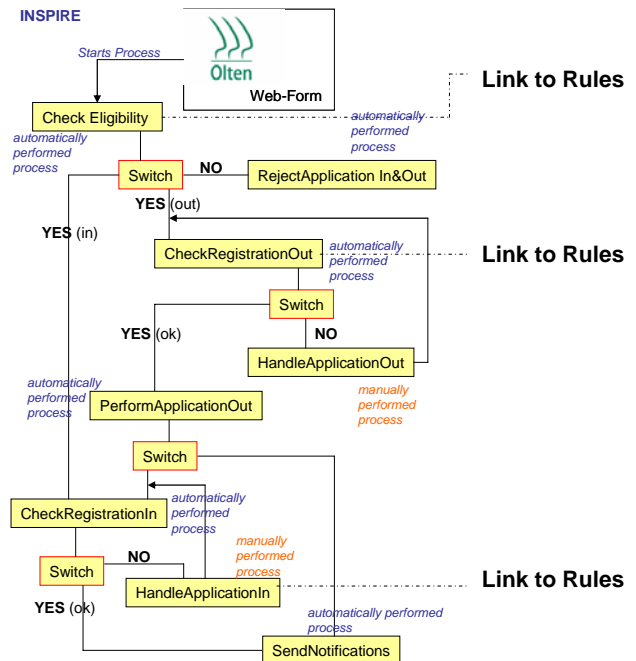 INSPIRE
Starts Process
Olten
Web-Form
Link to Rules
Check Eligibility
automatically
performed
process
automatically
performed
process
Switch
NO
RejectApplication In&Out
YES (out)
YES (in)
CheckRegistrationOut
automatically
performed
process
Link to Rules
Switch
YES (ok)
NO
HandleApplicationOut
automatically
performed
process
manually
performed
process
PerformApplicationOut
Switch
CheckRegistrationIn
automatically
performed
process
manually
performed
process
Switch
NO
HandleApplicationIn
Link to Rules
YES (ok)
automatically performed
process
SendNotifications